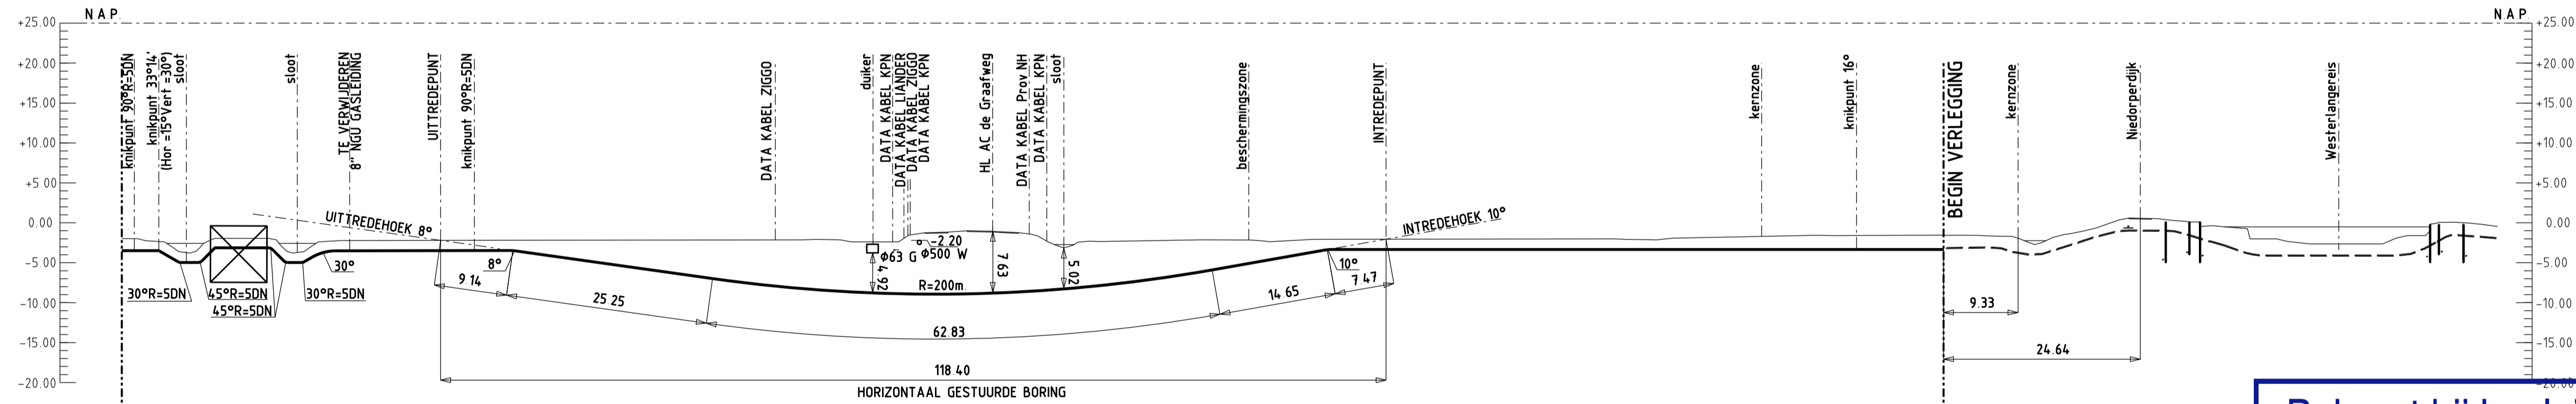 N.A.P.
N.A.P.
+25.00
+20.00
+15.00
+10.00
+5.00
0.00
-5.00
-10.00
-15.00
-20.00
knikpunt 90°R=5DN
knikpunt 33°14'
(Hor =15°Vert =30°)
sloot
sloot
TE VERWIJDEREN
8" NGU GASLEIDING
UITTREDEPUNT
knikpunt 90°R=5DN
DATA KABEL ZIGGO
duiker
DATA KABEL KPN
DATA KABEL LIANDER
DATA KABEL ZIGGO
DATA KABEL KPN
HL AC de Graafweg
DATA KABEL Prov NH
DATA KABEL KPN
sloot
beschermingszone
INTREDEPUNT
kernzone
knikpunt 16°
BEGIN VERLEGGING
kernzone
Niedorperdijk
Westerlangereis
UITTREDEHOEK 8°
INTREDEHOEK 10°
-2.20
Φ63 G Φ500 W
4.92
7.63
5.02
R=200m
30°
8°
10°
30°R=5DN
45°R=5DN
45°R=5DN
30°R=5DN
9.14
25.25
62.83
14.65
7.47
118.40
HORIZONTAAL GESTUURDE BORING
9.33
24.64
+25.00
+20.00
+15.00
+10.00
+5.00
0.00
-5.00
-10.00
-15.00
-20.00